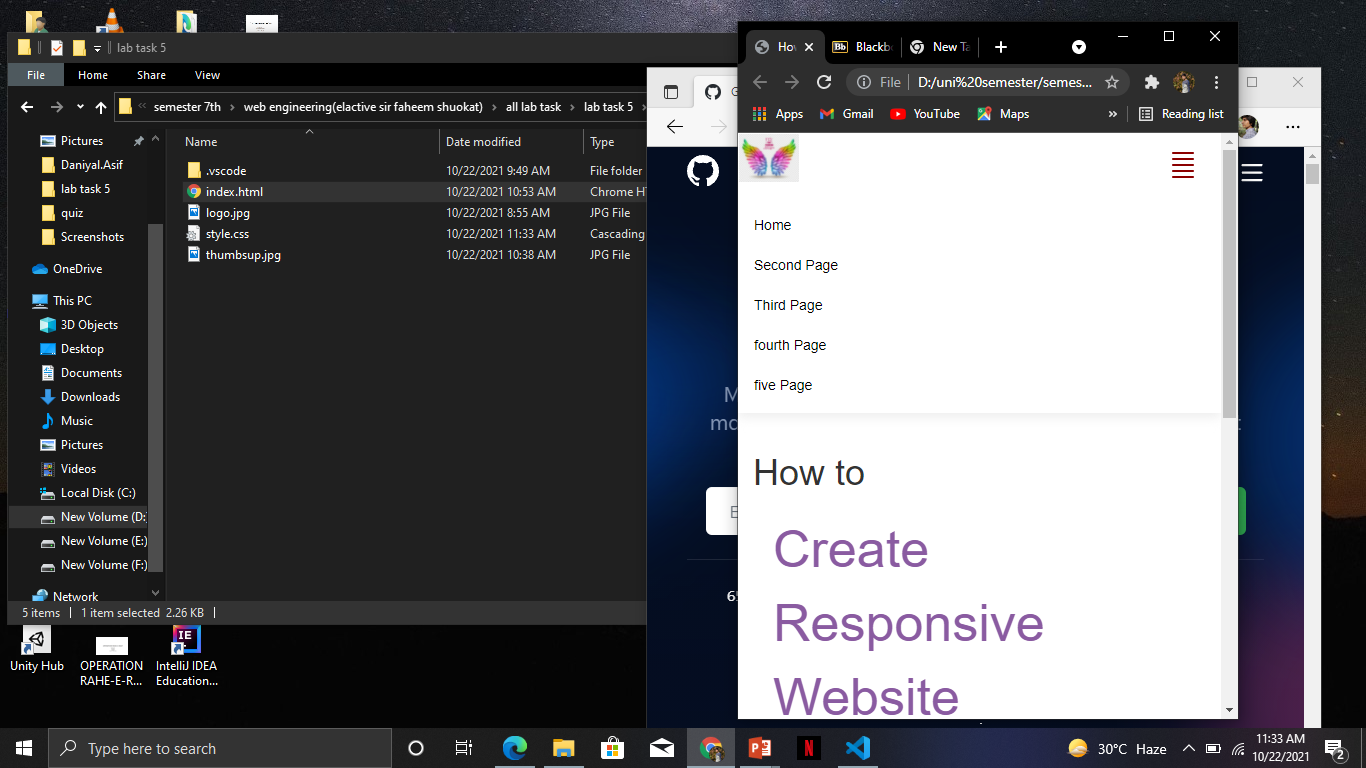 lab task 5
File Home Share View
semester 7th › web engineering(elactive sir faheem shuokat) › all lab task › lab task 5 ›
Pictures
Daniyal.Asif
lab task 5
quiz
Screenshots
OneDrive
This PC
3D Objects
Desktop
Documents
Downloads
Music
Pictures
Videos
Local Disk (C:)
New Volume (D:
New Volume (E:)
New Volume (F:)
Network
Name Date modified Type
.vscode 10/22/2021 9:49 AM File folder
index.html 10/22/2021 10:53 AM Chrome HT
logo.jpg 10/22/2021 8:55 AM JPG File
style.css 10/22/2021 11:33 AM Cascading
thumbsup.jpg 10/22/2021 10:38 AM JPG File
5 items 1 item selected 2.26 KB
Unity Hub
OPERATION
RAHE-E-R...
IntelliJ IDEA
Education...
Bb Blackb New Ta
File D:/uni%20semester/semes...
Apps Gmail YouTube Maps » Reading list
Home
Second Page
Third Page
fourth Page
five Page
How to
Create
Responsive
Website
Type here to search
30°C Haze
11:33 AM
10/22/2021
2